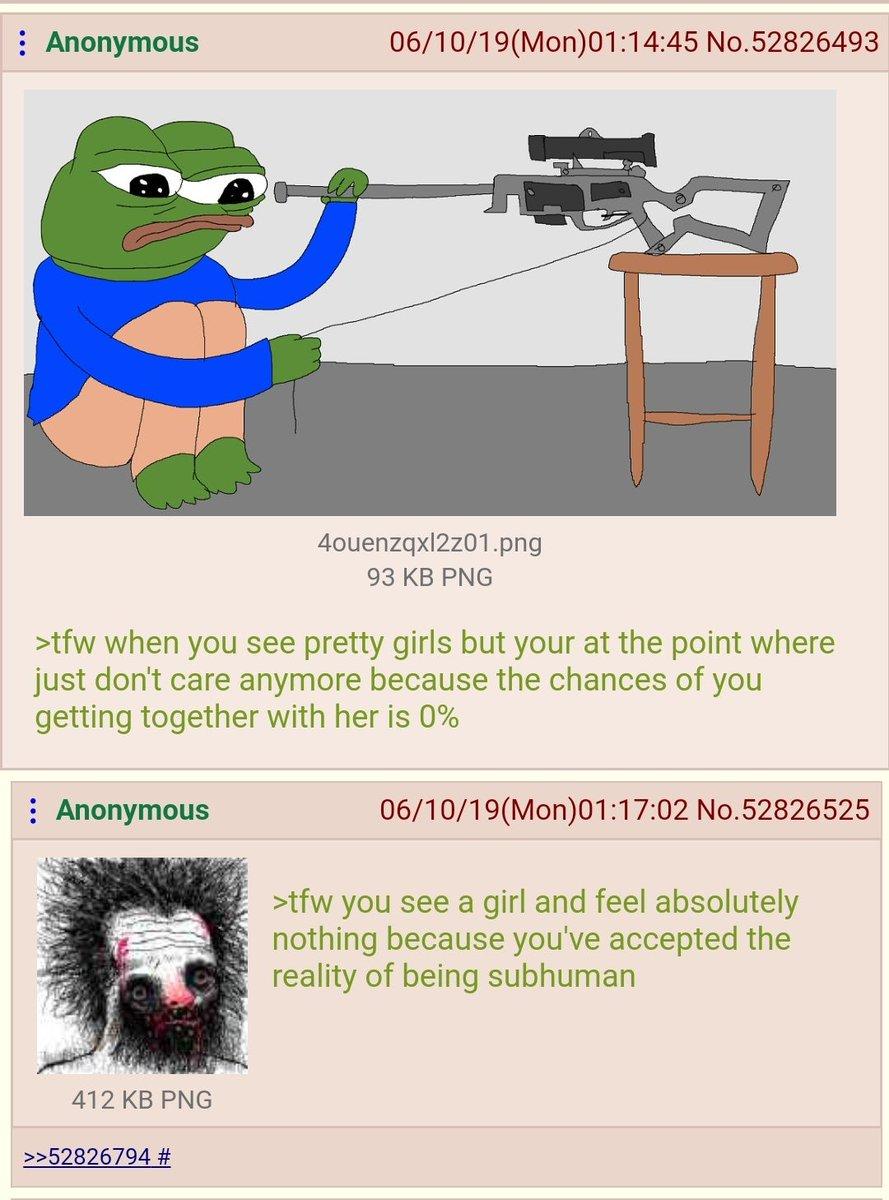 Anonymous 06/10/19(Mon)01:14:45 No.52826493
4ouenzqxl2z01.png
93 KB PNG
>tfw when you see pretty girls but your at the point where
just don't care anymore because the chances of you
getting together with her is 0%
Anonymous 06/10/19(Mon)01:17:02 No.52826525
>tfw you see a girl and feel absolutely
nothing because you've accepted the
reality of being subhuman
412 KB PNG
>>52826794 #